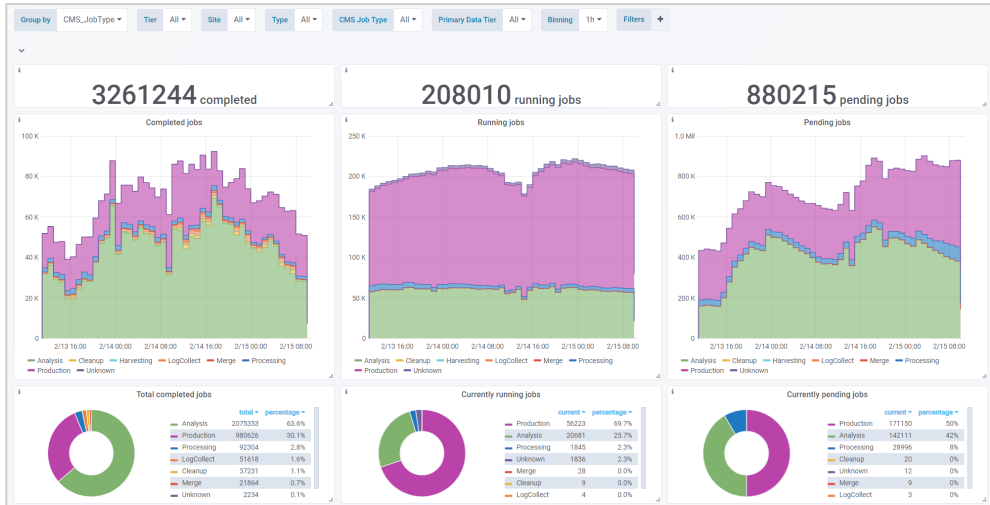 Group by CMS_JobType Tier All Site All Type All CMS Job Type All Primary Data Tier All Binning 1h Filters +
3261244 completed
208010 running jobs
880215 pending jobs
Completed jobs
100 K
80 K
60 K
40 K
20 K
0
2/13 16:00 2/14 00:00 2/14 08:00 2/14 16:00 2/15 00:00 2/15 08:00
Analysis Cleanup Harvesting LogCollect Merge Processing
Production Unknown
Running jobs
250 K
200 K
150 K
100 K
50 K
0
2/13 16:00 2/14 00:00 2/14 08:00 2/14 16:00 2/15 00:00 2/15 08:00
Analysis Cleanup Harvesting LogCollect Merge Processing
Production Unknown
Pending jobs
1.0 Mil
800 K
600 K
400 K
200 K
0
2/13 16:00 2/14 00:00 2/14 08:00 2/14 16:00 2/15 00:00 2/15 08:00
Analysis Cleanup Harvesting LogCollect Merge Processing
Production Unknown
Total completed jobs
total percentage
Analysis 2075353 63.6%
Production 980626 30.1%
Processing 92304 2.8%
LogCollect 51618 1.6%
Cleanup 37231 1.1%
Merge 21864 0.7%
Unknown 2234 0.1%
Currently running jobs
current percentage
Production 56223 69.7%
Analysis 20681 25.7%
Processing 1845 2.3%
Unknown 1836 2.3%
Merge 28 0.0%
Cleanup 9 0.0%
LogCollect 4 0.0%
Currently pending jobs
current percentage
Production 171150 50%
Analysis 142111 42%
Processing 28996 8%
Cleanup 20 0%
Unknown 12 0%
Merge 9 0%
LogCollect 3 0%